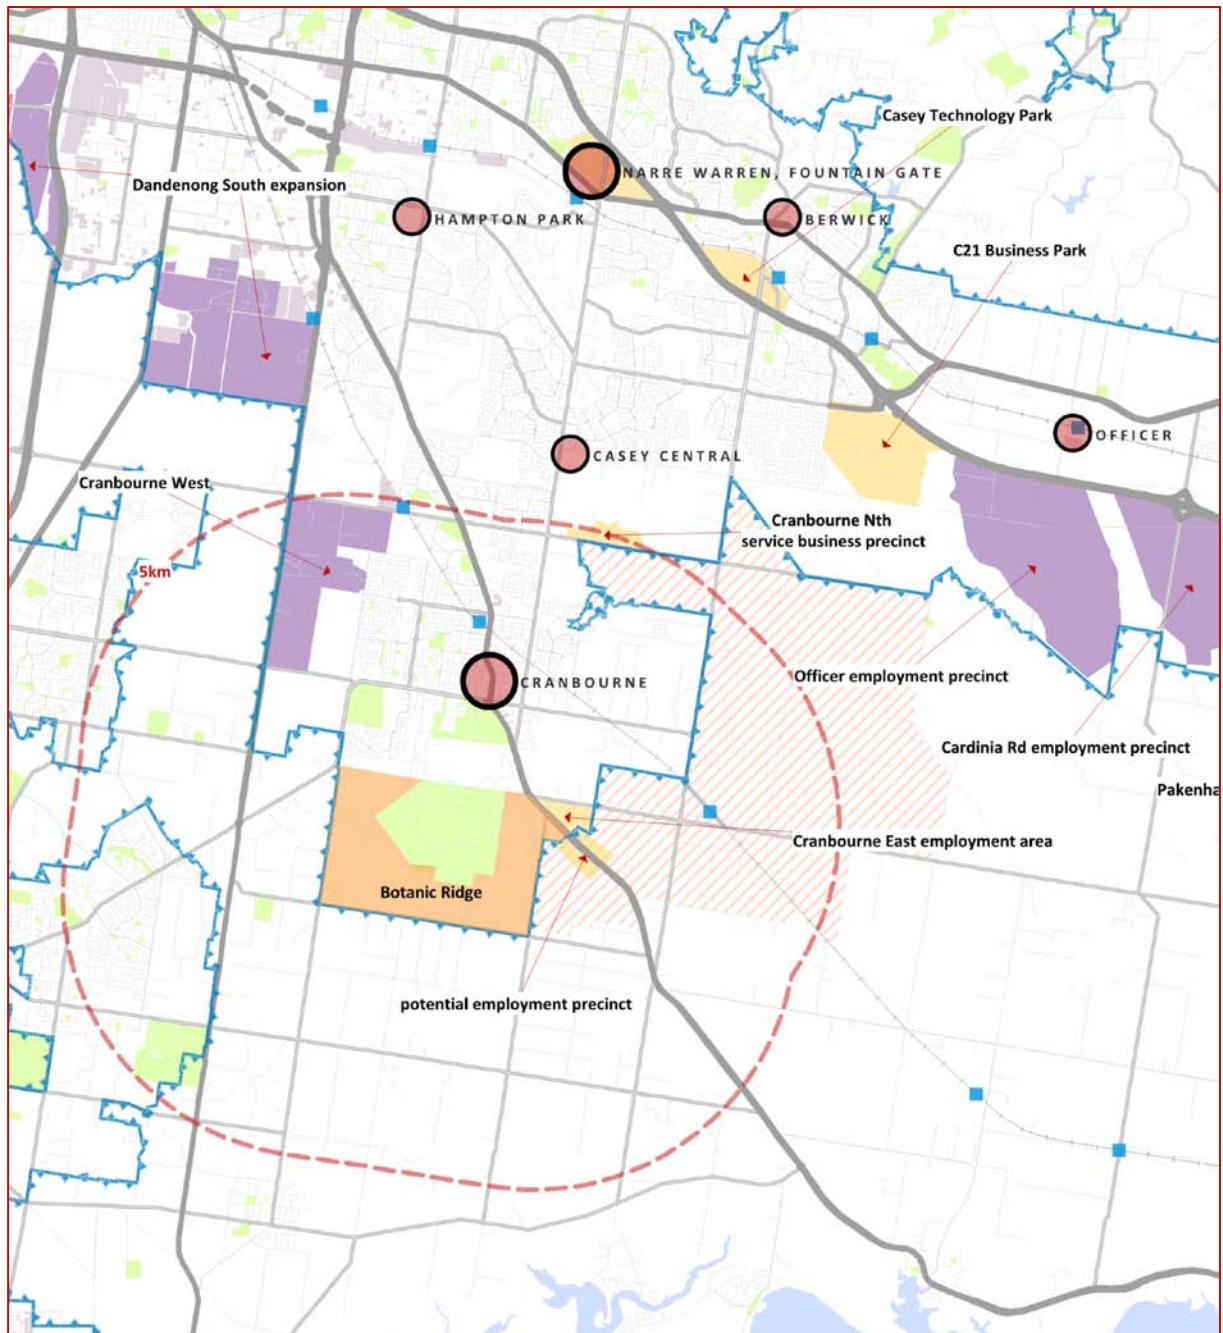 Casey Technology Park
NARRE WARREN, FOUNTAIN GATE
Dandenong South expansion
HAMPTON PARK
BERWICK
C21 Business Park
OFFICER
CASEY CENTRAL
Cranbourne West
Cranbourne Nth
service business precinct
5km
Officer employment precinct
CRANBOURNE
Cardinia Rd employment precinct
Pakenha
Cranbourne East employment area
Botanic Ridge
potential employment precinct